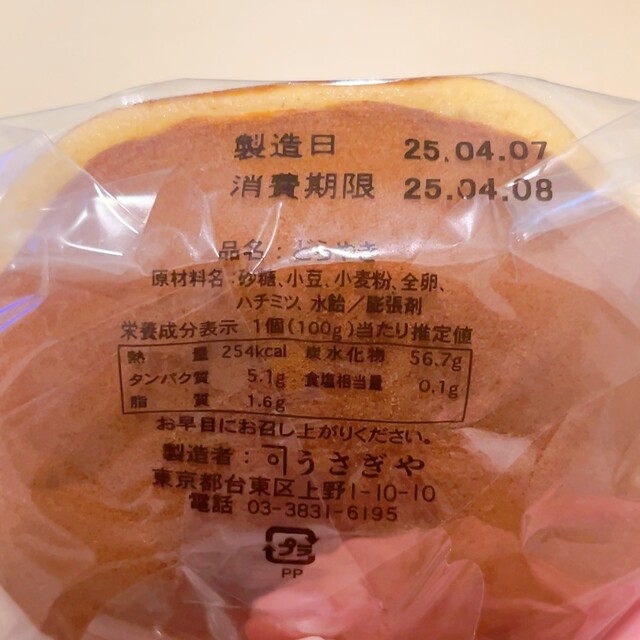 製造日 25.04.07
消費期限 25.04.08
品名:どらやき
原材料名 砂糖、小豆、小麦粉、全卵、
ハチミツ、水飴/膨張剤
栄養成分表示 1個(100g)当たり推定値
熱 量 254kcal 炭水化物 56.7g
タンパク質 5.1g 食塩相当量 0.1g
脂 質 1.6g
お早目にお召し上がりください。
製造者:うさぎや
東京都台東区上野1-10-10
電話 03-3831-6195
プラ
PP